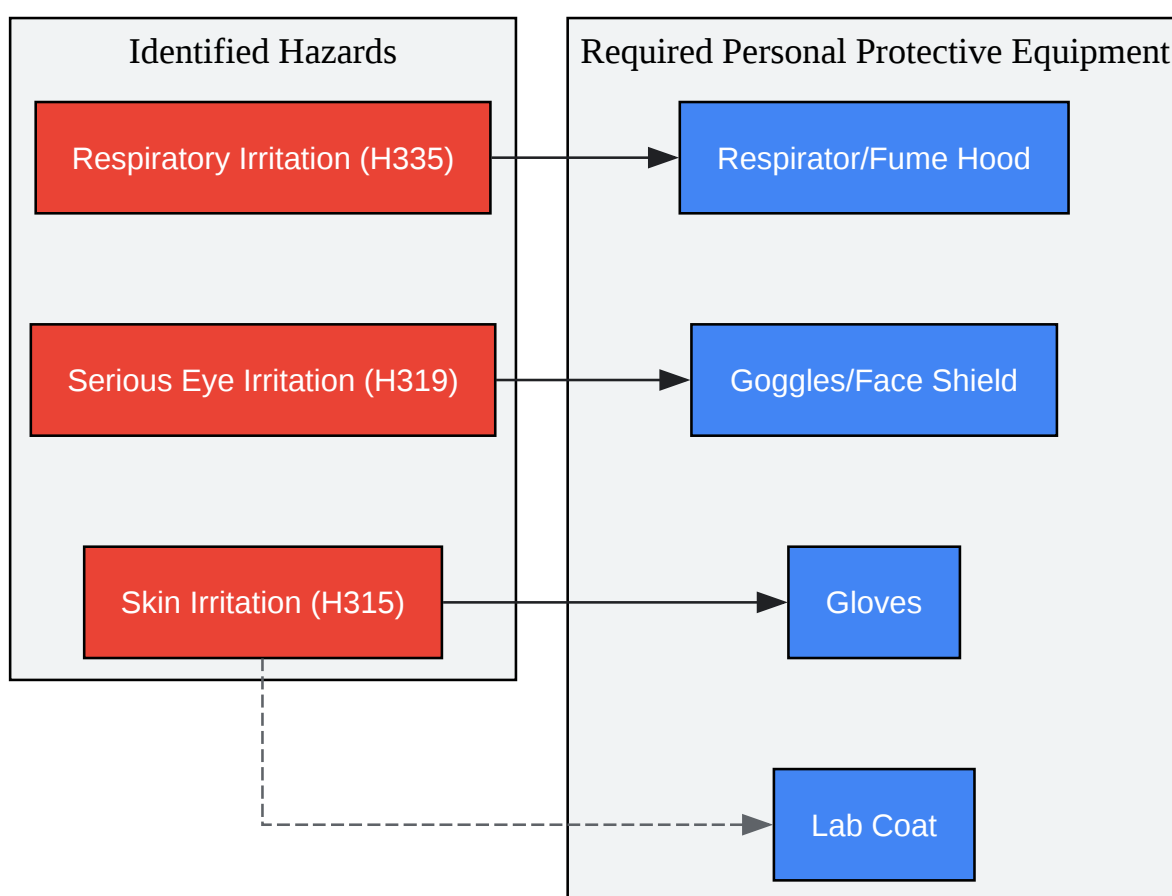 Identified Hazards
Required Personal Protective Equipment
Respiratory Irritation (H335)
Respirator/Fume Hood
Serious Eye Irritation (H319)
Goggles/Face Shield
Skin Irritation (H315)
Gloves
Lab Coat